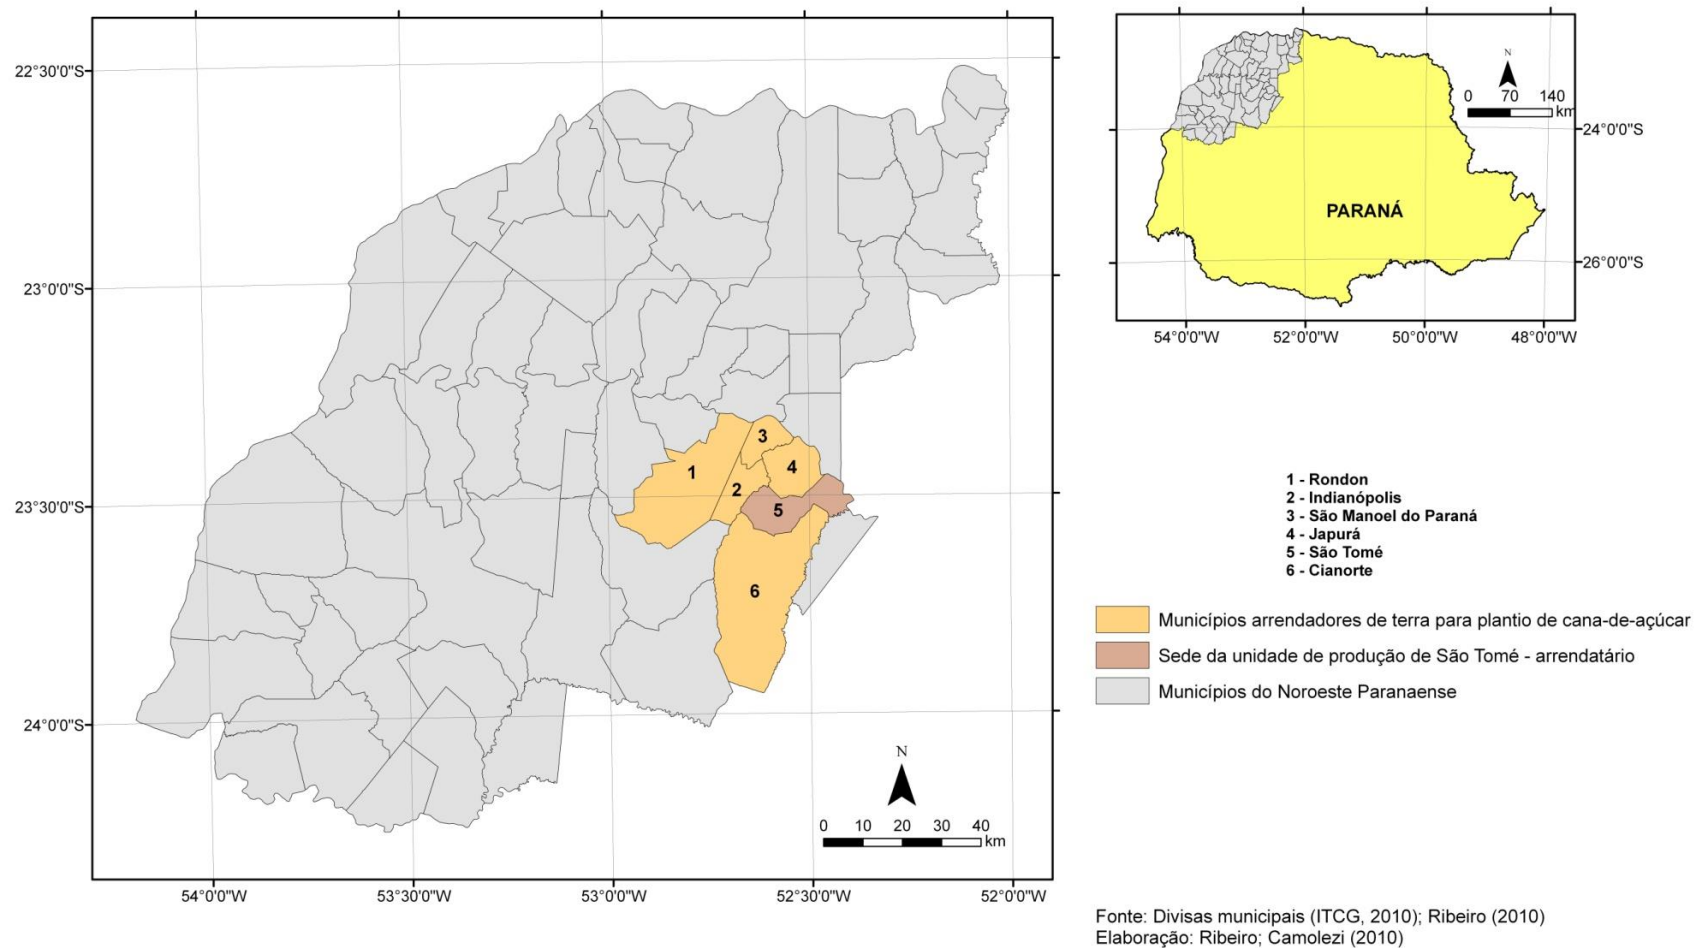 22°30'0"S
23°0'0"S
23°30'0"S
24°0'0"S
54°0'0"W
53°30'0"W
53°0'0"W
52°30'0"W
52°0'0"W
1
2
3
4
5
6
N
0 10 20 30 40
km
PARANÁ
N
0 70 140
km
24°0'0"S
26°0'0"S
54°0'0"W
52°0'0"W
50°0'0"W
48°0'0"W
1 - Rondon
2 - Indianópolis
3 - São Manoel do Paraná
4 - Japurá
5 - São Tomé
6 - Cianorte
Municípios arrendadores de terra para plantio de cana-de-açúcar
Sede da unidade de produção de São Tomé - arrendatário
Municípios do Noroeste Paranaense
Fonte: Divisas municipais (ITCG, 2010); Ribeiro (2010)
Elaboração: Ribeiro; Camolezi (2010)